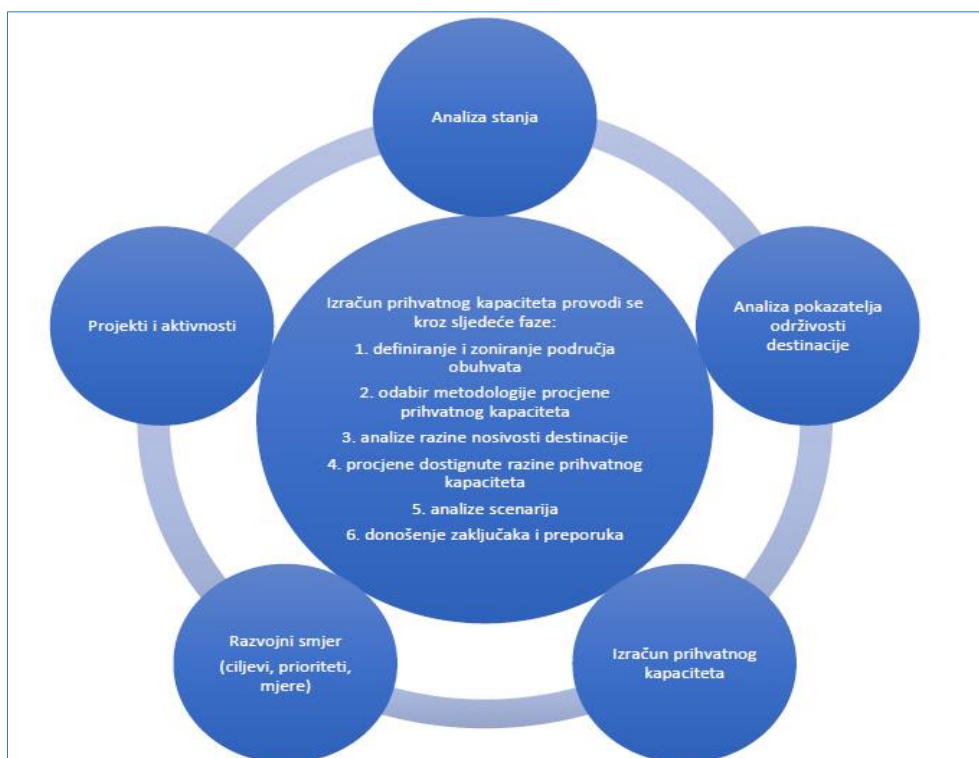 Analiza stanja
Analiza pokazatelja
održivosti
destinacije
Izračun prihvatnog
kapaciteta
Razvojni smjer
(ciljevi, prioriteti,
mjere)
Projekti i aktivnosti
Izračun prihvatnog kapaciteta provodi se
kroz sljedeće faze:
1. definiranje i zoniranje područja
obuhvata
2. odabir metodologije procjene
prihvatnog kapaciteta
3. analize razine nosivosti destinacije
4. procjene dostignute razine prihvatnog
kapaciteta
5. analize scenarija
6. donošenje zaključaka i preporuka